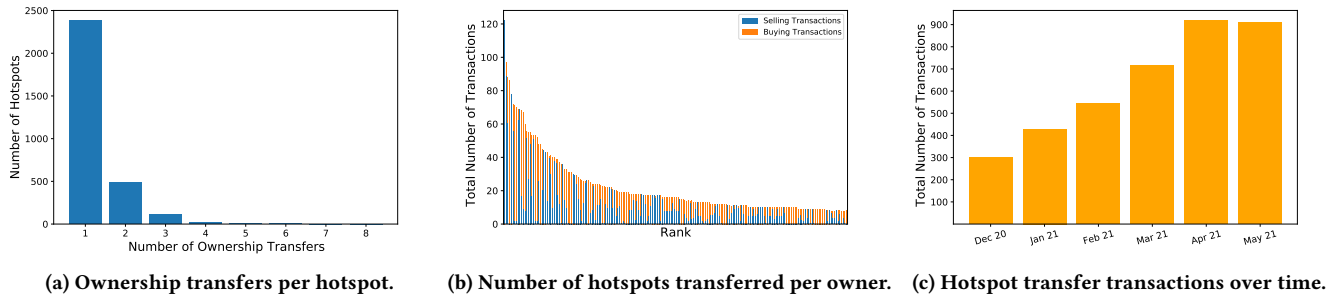 2500
2000
1500
1000
500
0
Number of Hotspots
1 2 3 4 5 6 7 8
Number of Ownership Transfers
(a) Ownership transfers per hotspot.
120
100
80
60
40
20
0
Total Number of Transactions
Selling Transactions
Buying Transactions
Rank
(b) Number of hotspots transferred per owner.
900
800
700
600
500
400
300
200
100
Total Number of Transactions
Dec 20 Jan 21 Feb 21 Mar 21 Apr 21 May 21
(c) Hotspot transfer transactions over time.